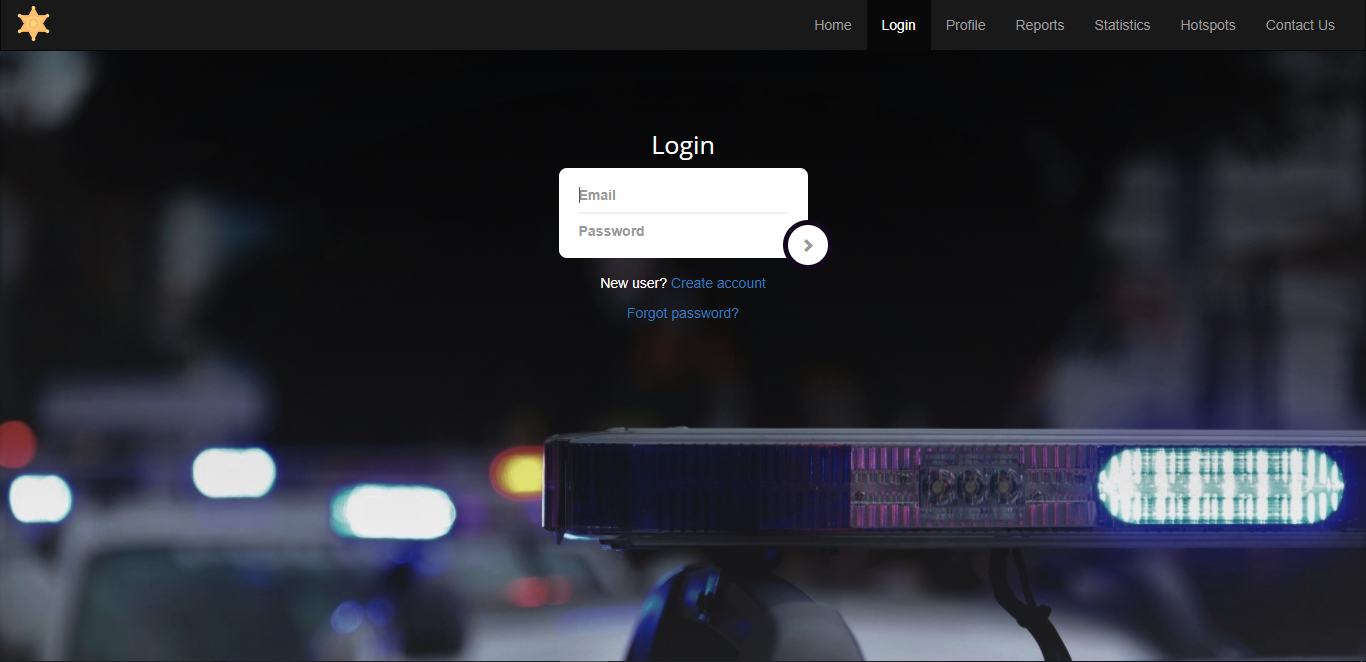 Home Login Profile Reports Statistics Hotspots Contact Us
Login
Email
Password
New user? Create account
Forgot password?